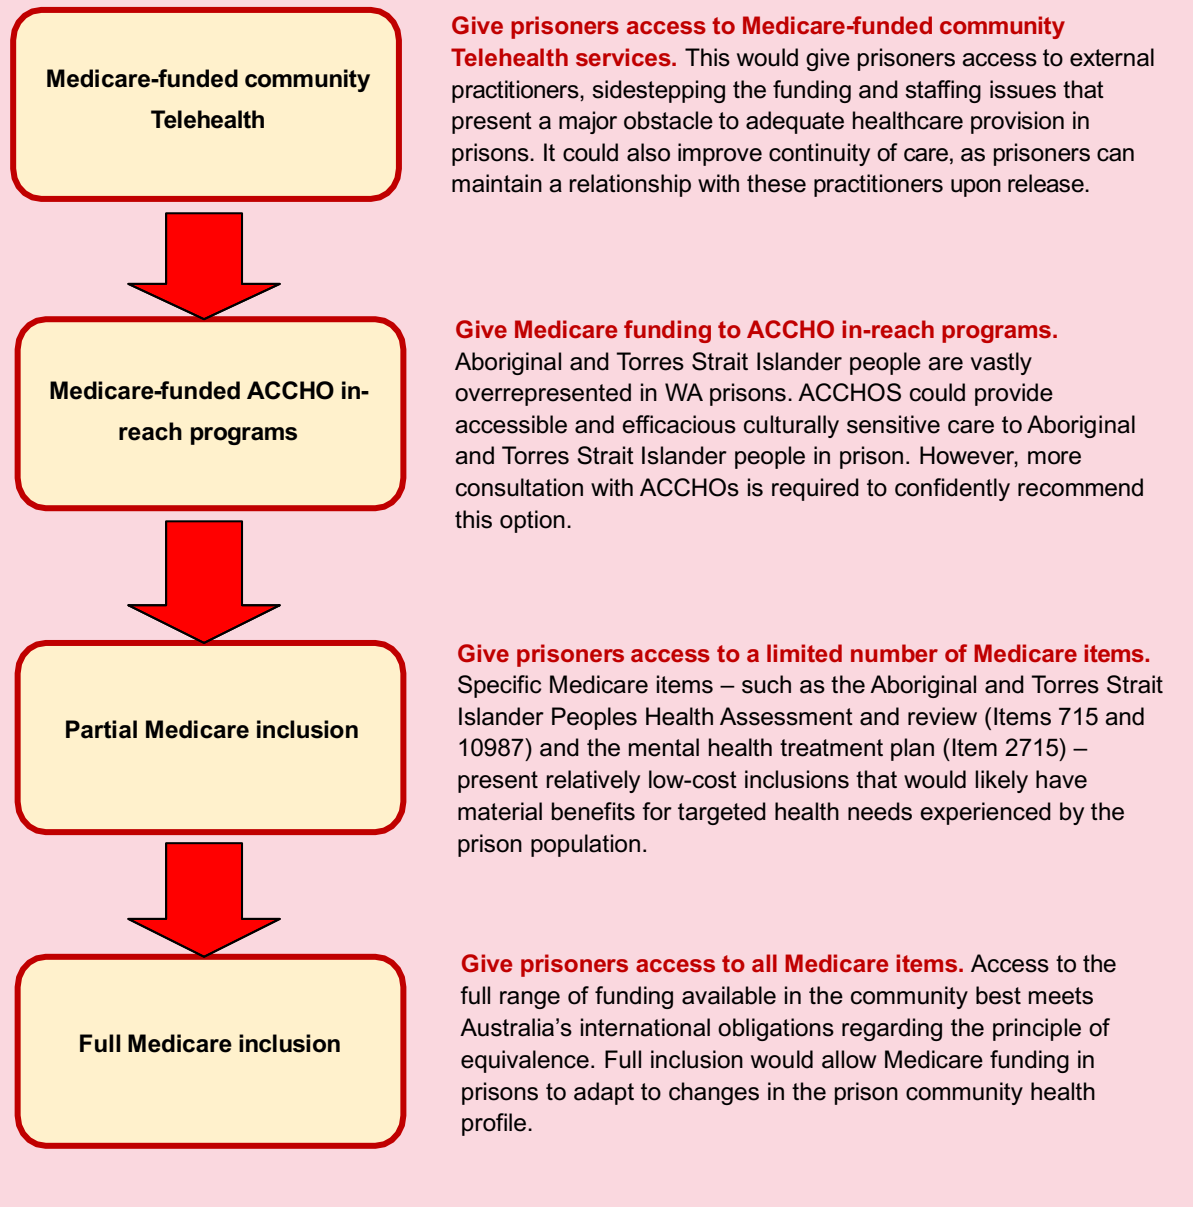 Medicare-funded community
Telehealth
Give prisoners access to Medicare-funded community
Telehealth services. This would give prisoners access to external
practitioners, sidestepping the funding and staffing issues that
present a major obstacle to adequate healthcare provision in
prisons. It could also improve continuity of care, as prisoners can
maintain a relationship with these practitioners upon release.
Medicare-funded ACCHO in-
reach programs
Give Medicare funding to ACCHO in-reach programs.
Aboriginal and Torres Strait Islander people are vastly
overrepresented in WA prisons. ACCHOS could provide
accessible and efficacious culturally sensitive care to Aboriginal
and Torres Strait Islander people in prison. However, more
consultation with ACCHOs is required to confidently recommend
this option.
Partial Medicare inclusion
Give prisoners access to a limited number of Medicare items.
Specific Medicare items – such as the Aboriginal and Torres Strait
Islander Peoples Health Assessment and review (Items 715 and
10987) and the mental health treatment plan (Item 2715) –
present relatively low-cost inclusions that would likely have
material benefits for targeted health needs experienced by the
prison population.
Full Medicare inclusion
Give prisoners access to all Medicare items. Access to the
full range of funding available in the community best meets
Australia’s international obligations regarding the principle of
equivalence. Full inclusion would allow Medicare funding in
prisons to adapt to changes in the prison community health
profile.